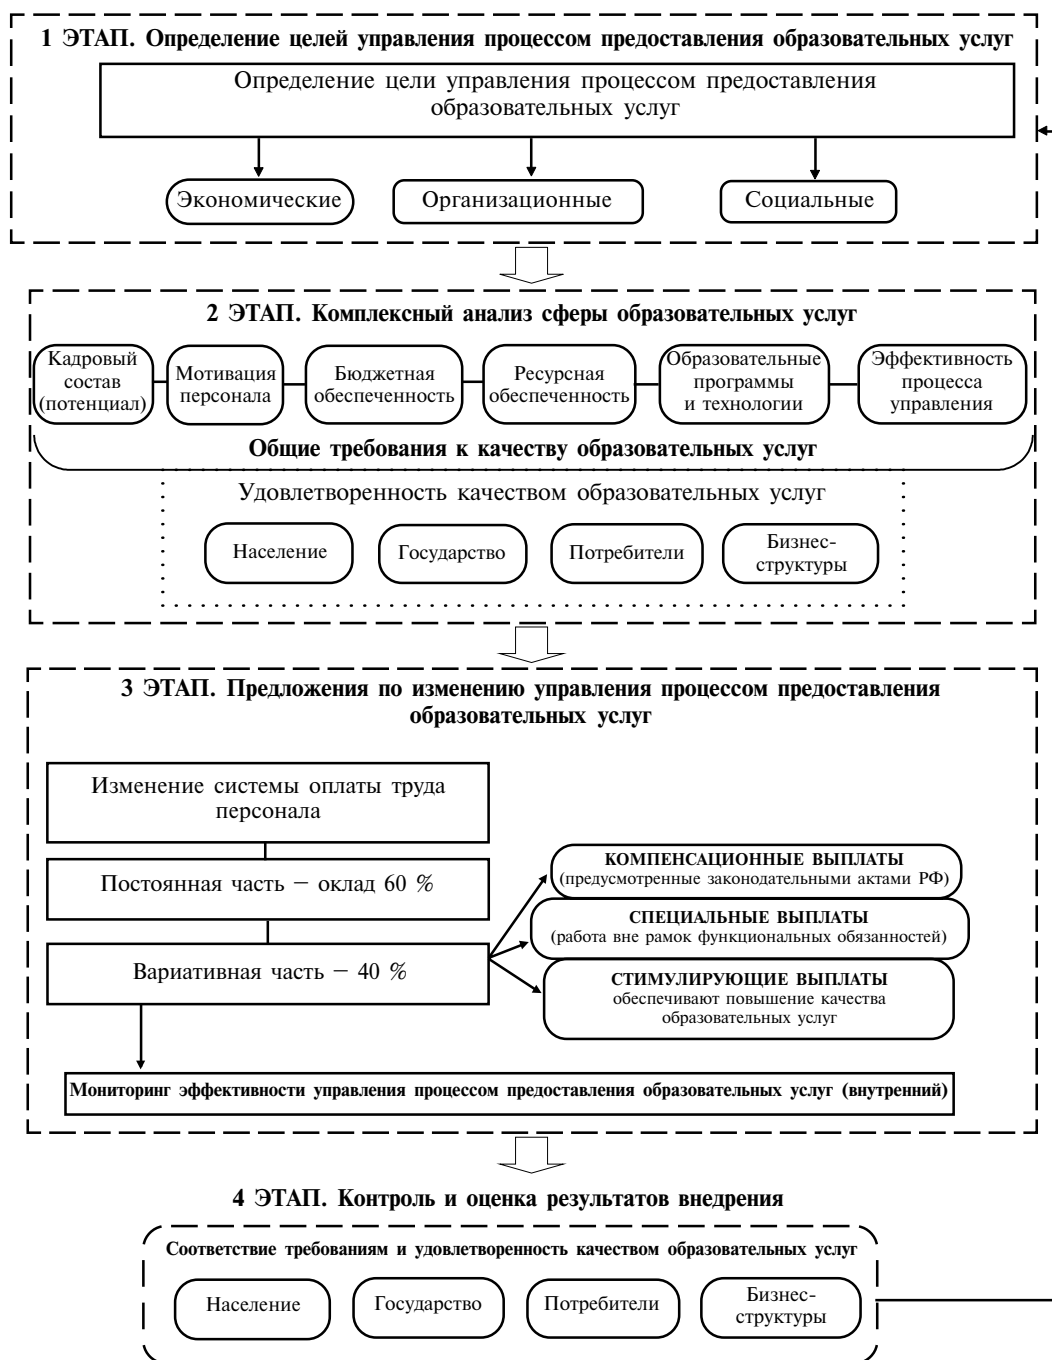 1 ЭТАП. Определение целей управления процессом предоставления образовательных услуг
Определение цели управления процессом предоставления
образовательных услуг
Экономические
Организационные
Социальные
2 ЭТАП. Комплексный анализ сферы образовательных услуг
Кадровый
состав
(потенциал)
Мотивация
персонала
Бюджетная
обеспеченность
Ресурсная
обеспеченность
Образовательные
программы
и технологии
Эффективность
процесса
управления
Общие требования к качеству образовательных услуг
Удовлетворенность качеством образовательных услуг
Население
Государство
Потребители
Бизнес-
структуры
3 ЭТАП. Предложения по изменению управления процессом предоставления
образовательных услуг
Изменение системы оплаты труда
персонала
Постоянная часть – оклад 60 %
Вариативная часть – 40 %
КОМПЕНСАЦИОННЫЕ ВЫПЛАТЫ
(предусмотренные законодательными актами РФ)
СПЕЦИАЛЬНЫЕ ВЫПЛАТЫ
(работа вне рамок функциональных обязанностей)
СТИМУЛИРУЮЩИЕ ВЫПЛАТЫ
обеспечивают повышение качества
образовательных услуг
Мониторинг эффективности управления процессом предоставления образовательных услуг (внутренний)
4 ЭТАП. Контроль и оценка результатов внедрения
Соответствие требованиям и удовлетворенность качеством образовательных услуг
Население
Государство
Потребители
Бизнес-
структуры